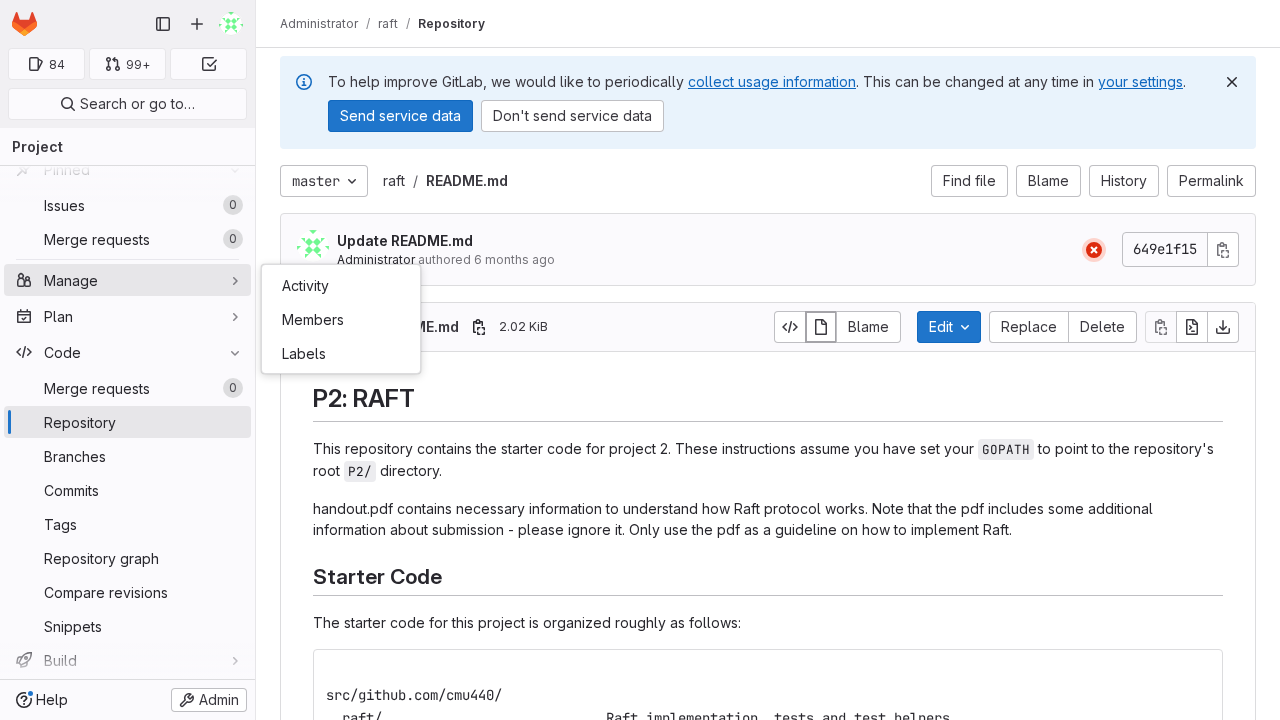 Administrator / raft / Repository
84
99+
Search or go to…
Project
Pinned
Issues 0
Merge requests 0
Manage
Plan
Code
Merge requests 0
Repository
Branches
Commits
Tags
Repository graph
Compare revisions
Snippets
Build
Help
Admin
Activity
Members
Labels
To help improve GitLab, we would like to periodically collect usage information. This can be changed at any time in your settings.
Send service data
Don't send service data
master
raft / README.md
Find file
Blame
History
Permalink
Update README.md
Administrator authored 6 months ago
649e1f15
ME.md
2.02 KiB
Blame
Edit
Replace
Delete
P2: RAFT
This repository contains the starter code for project 2. These instructions assume you have set your GOPATH to point to the repository's
root P2/ directory.
handout.pdf contains necessary information to understand how Raft protocol works. Note that the pdf includes some additional
information about submission - please ignore it. Only use the pdf as a guideline on how to implement Raft.
Starter Code
The starter code for this project is organized roughly as follows:
src/github.com/cmu440/
raft/ Raft implementation, tests and test helpers